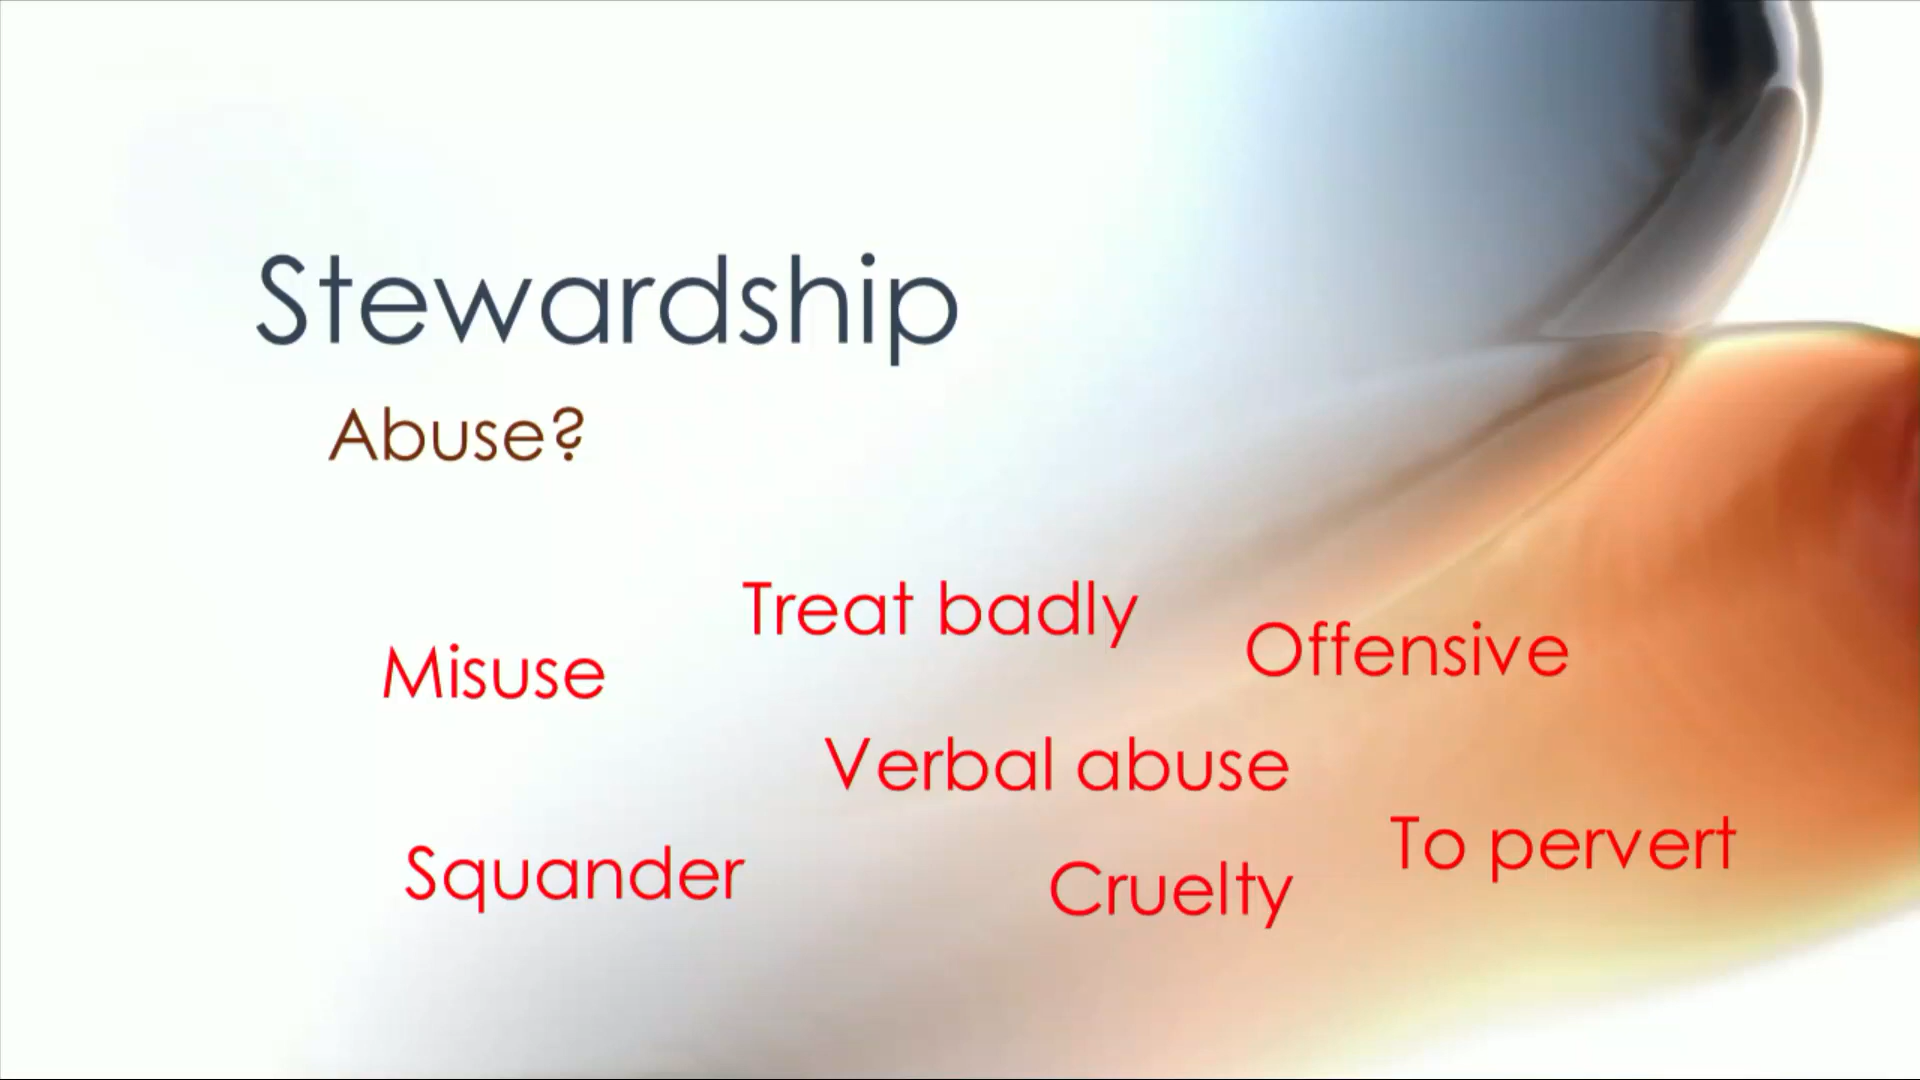 Stewardship
Abuse?
Treat badly
Offensive
Misuse
Verbal abuse
To pervert
Squander
Cruelty